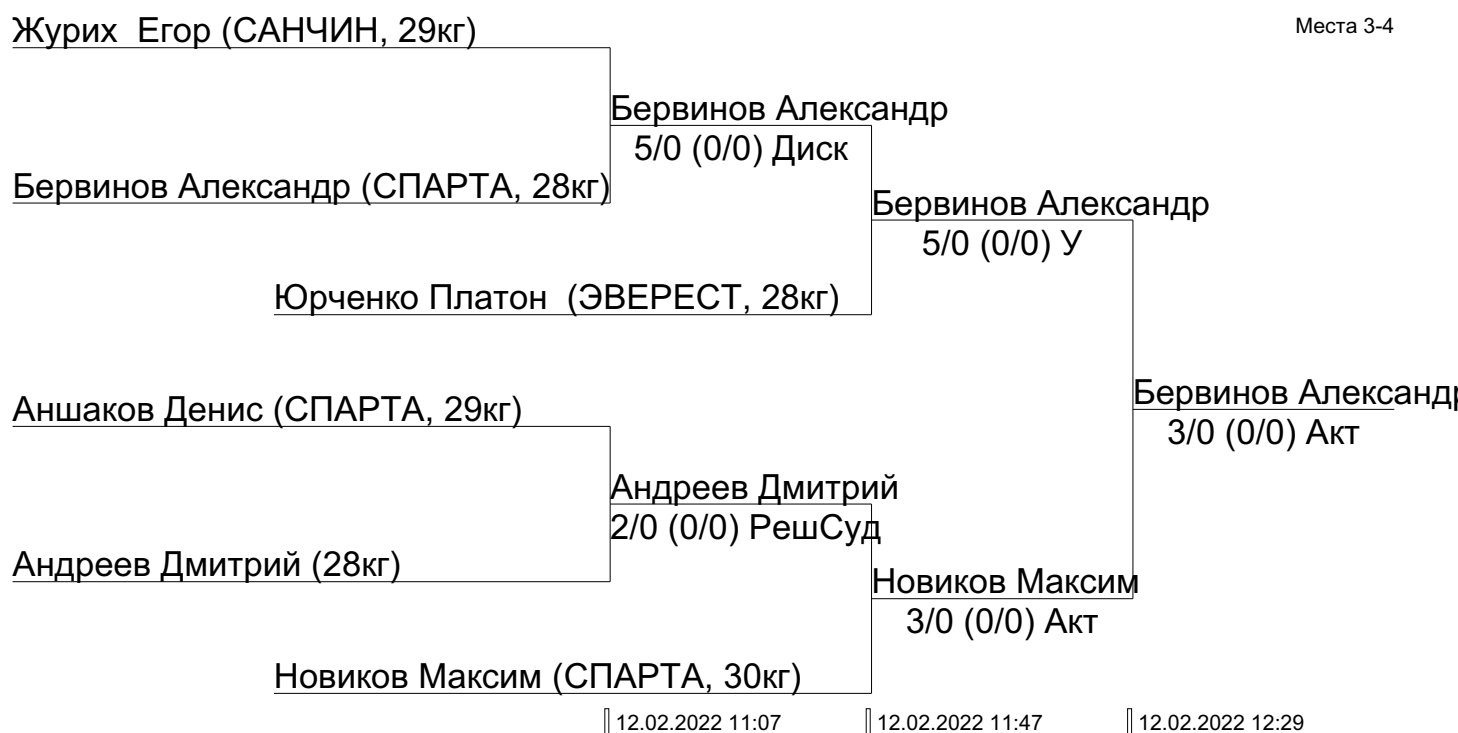 Журих  Егор (САНЧИН, 29кг)
Места 3-4
Бервинов Александр
5/0 (0/0) Диск
Бервинов Александр (СПАРТА, 28кг)
Бервинов Александр
5/0 (0/0) У
Юрченко Платон  (ЭВЕРЕСТ, 28кг)
Аншаков Денис (СПАРТА, 29кг)
Бервинов Александр
3/0 (0/0) Акт
Андреев Дмитрий
2/0 (0/0) РешСуд
Андреев Дмитрий (28кг)
Новиков Максим
3/0 (0/0) Акт
Новиков Максим (СПАРТА, 30кг)
12.02.2022 11:07
12.02.2022 11:47
12.02.2022 12:29